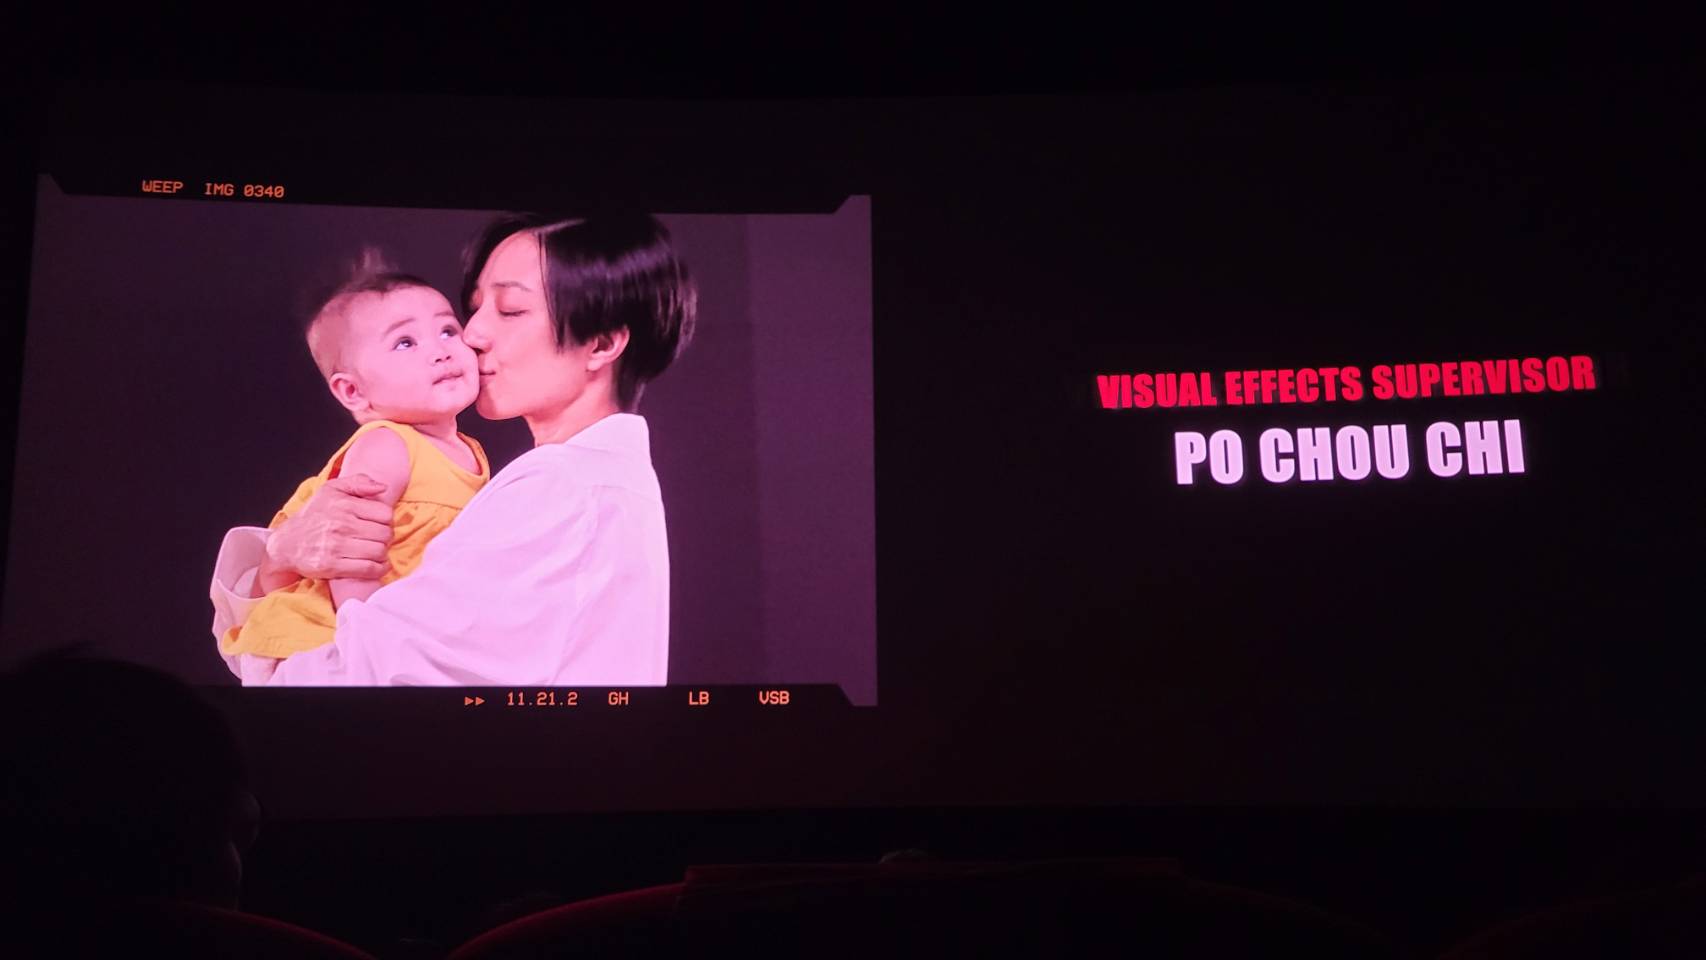 WEEP IMG 0340
VISUAL EFFECTS SUPERVISOR
PO CHOU CHI
▸▸ 11.21.2 GH LB VSB